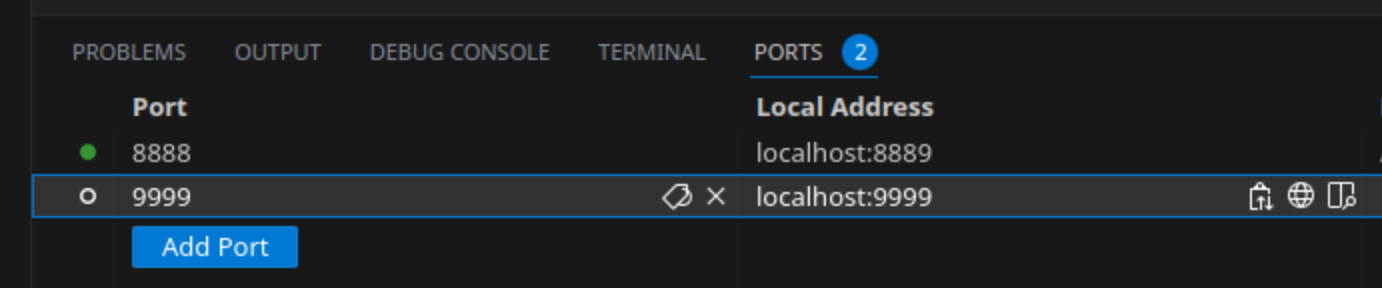 PROBLEMS OUTPUT DEBUG CONSOLE TERMINAL PORTS 2
Port Local Address
8888 localhost:8889
9999 localhost:9999
Add Port